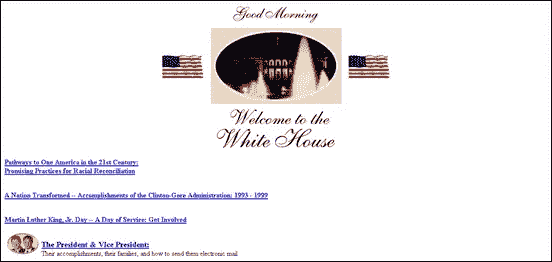 Good Morning
Welcome to the
White House
Pathways to One America in the 21st Century:
Promising Practices for Racial Reconciliation
A Nation Transformed -- Accomplishments of the Clinton-Gore Administration: 1993 - 1999
Martin Luther King, Jr. Day -- A Day of Service: Get Involved
The President & Vice President:
Their accomplishments, their families, and how to send them electronic mail